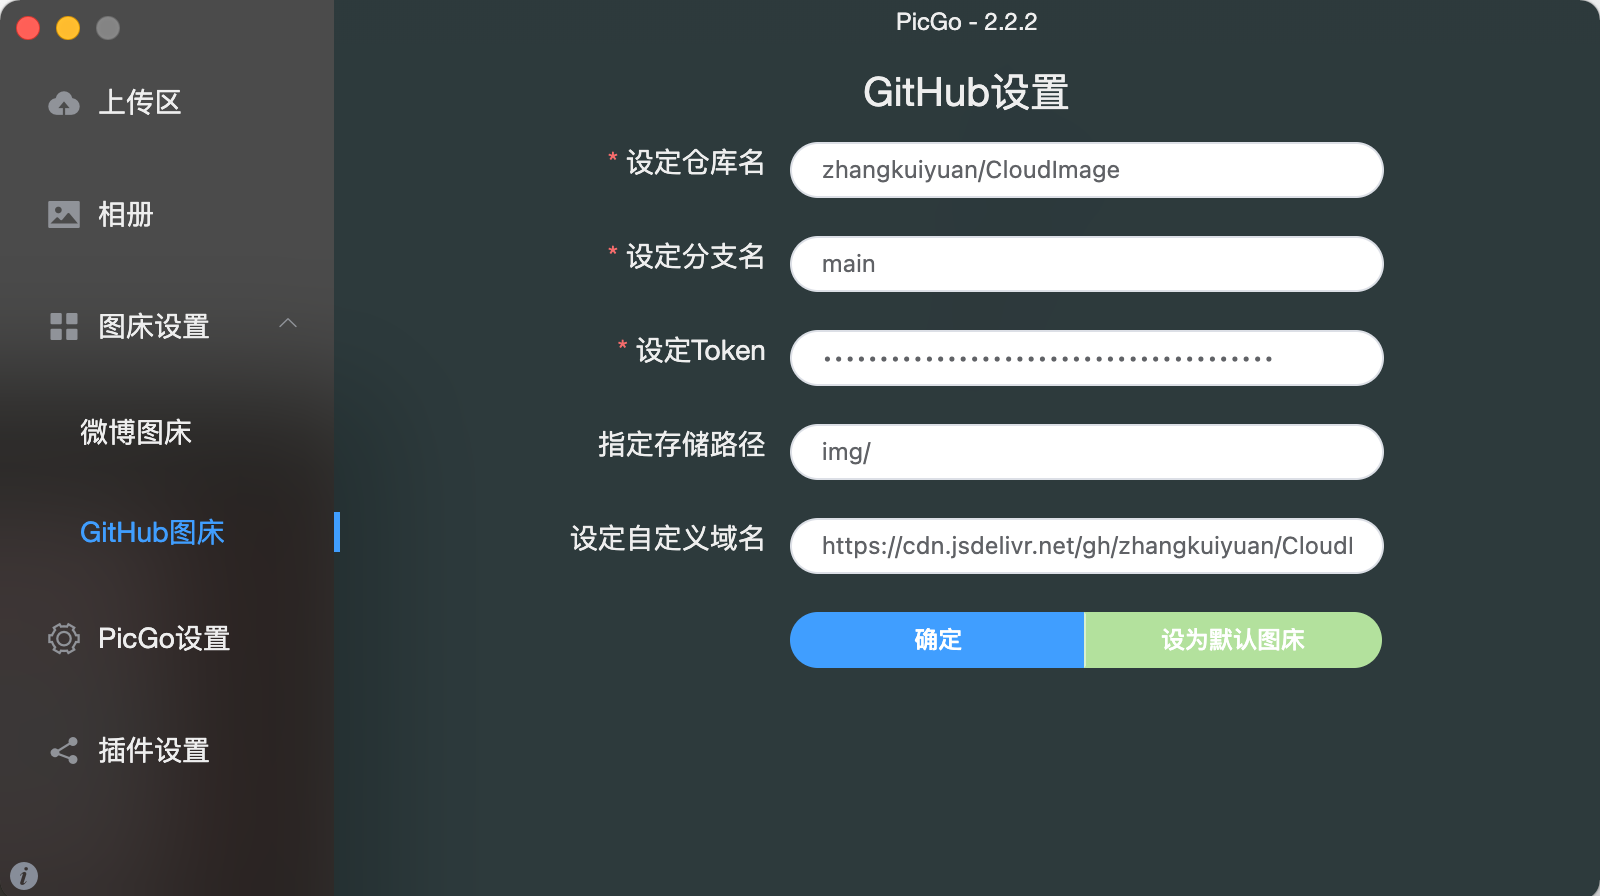 PicGo - 2.2.2
上传区
相册
图床设置
微博图床
GitHub图床
PicGo设置
插件设置
GitHub设置
* 设定仓库名
zhangkuiyuan/CloudImage
* 设定分支名
main
* 设定Token
••••••••••••••••••••••••••••••••••••••••
指定存储路径
img/
设定自定义域名
https://cdn.jsdelivr.net/gh/zhangkuiyuan/CloudI
确定
设为默认图床